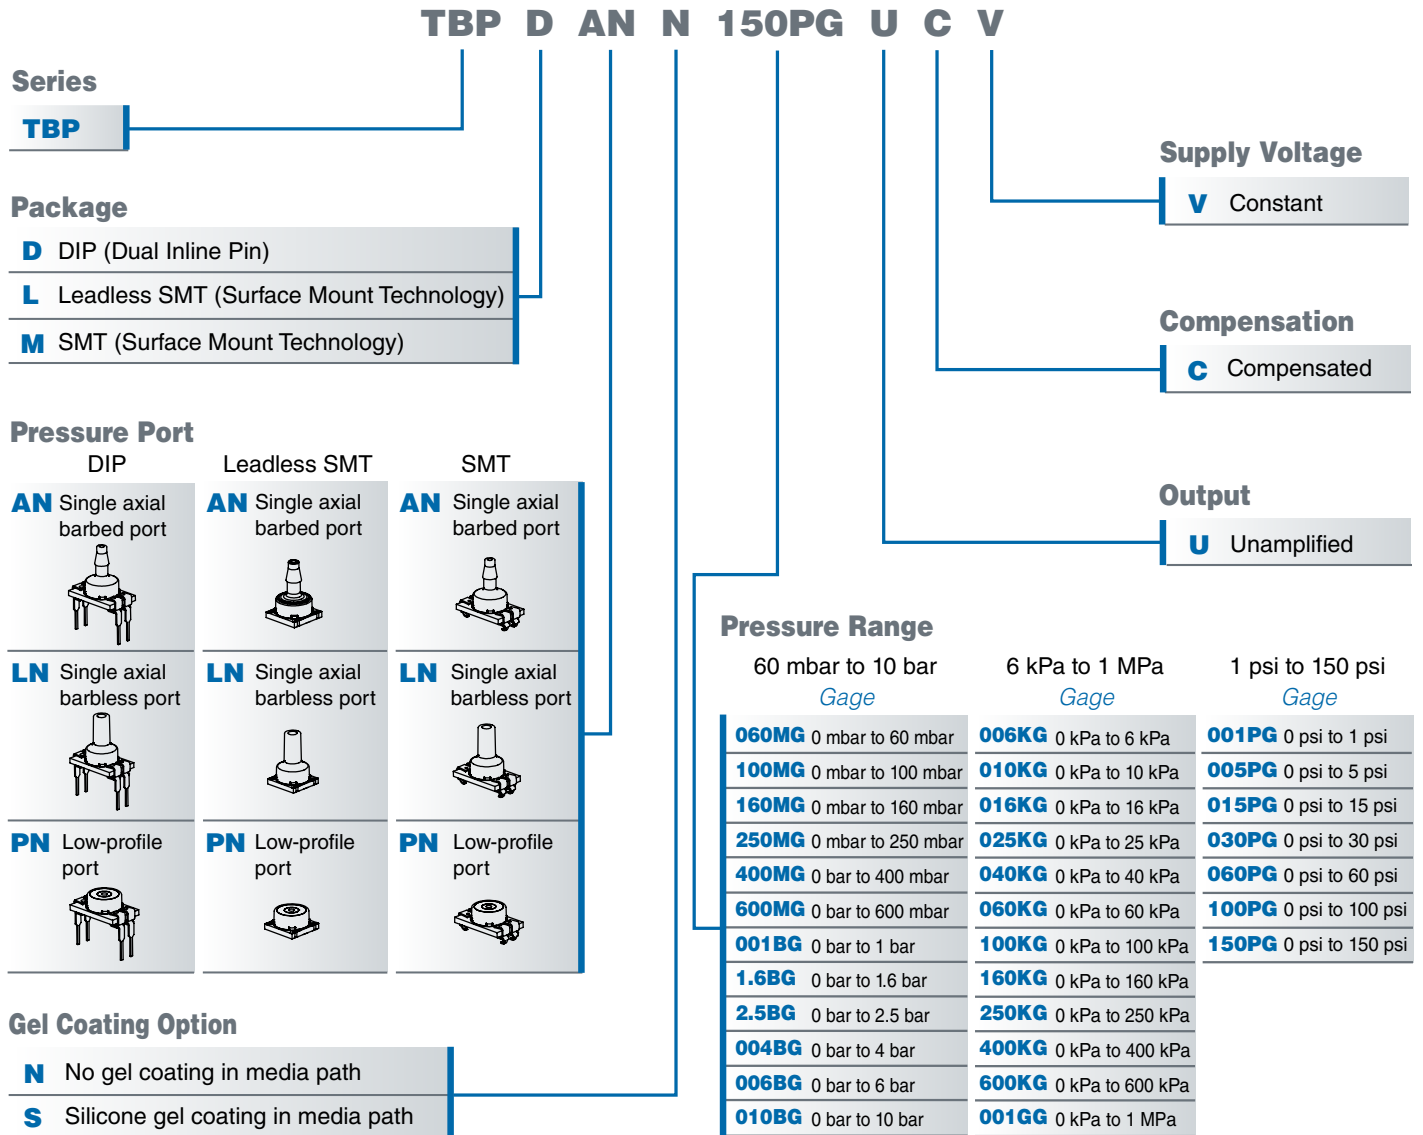 TBP D AN N 150PG U C V
Series
TBP
Package
D DIP (Dual Inline Pin)
L Leadless SMT (Surface Mount Technology)
M SMT (Surface Mount Technology)
Pressure Port
DIP Leadless SMT SMT
AN Single axial barbed port
AN Single axial barbed port
AN Single axial barbed port
LN Single axial barbless port
LN Single axial barbless port
LN Single axial barbless port
PN Low-profile port
PN Low-profile port
PN Low-profile port
Gel Coating Option
N No gel coating in media path
S Silicone gel coating in media path
Supply Voltage
V Constant
Compensation
C Compensated
Output
U Unamplified
Pressure Range
60 mbar to 10 bar 6 kPa to 1 MPa 1 psi to 150 psi
Gage Gage Gage
060MG 0 mbar to 60 mbar 006KG 0 kPa to 6 kPa 001PG 0 psi to 1 psi
100MG 0 mbar to 100 mbar 010KG 0 kPa to 10 kPa 005PG 0 psi to 5 psi
160MG 0 mbar to 160 mbar 016KG 0 kPa to 16 kPa 015PG 0 psi to 15 psi
250MG 0 mbar to 250 mbar 025KG 0 kPa to 25 kPa 030PG 0 psi to 30 psi
400MG 0 bar to 400 mbar 040KG 0 kPa to 40 kPa 060PG 0 psi to 60 psi
600MG 0 bar to 600 mbar 060KG 0 kPa to 60 kPa 100PG 0 psi to 100 psi
001BG 0 bar to 1 bar 100KG 0 kPa to 100 kPa 150PG 0 psi to 150 psi
1.6BG 0 bar to 1.6 bar 160KG 0 kPa to 160 kPa
2.5BG 0 bar to 2.5 bar 250KG 0 kPa to 250 kPa
004BG 0 bar to 4 bar 400KG 0 kPa to 400 kPa
006BG 0 bar to 6 bar 600KG 0 kPa to 600 kPa
010BG 0 bar to 10 bar 001GG 0 kPa to 1 MPa